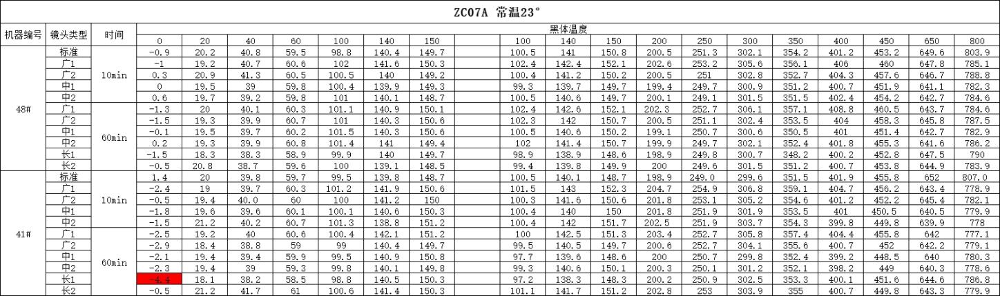 ZC07A 常温23°
机器编号 镜头类型 时间 黑体温度
0 20 40 60 100 140 150 100 140 150 200 250 300 350 400 450 650 800
48# 标准 10min -0.9 20.2 40.8 59.5 98.8 140.4 149.7 100.5 141 150.8 200.5 251.3 302.1 354.2 401.2 453.2 649.6 803.9
广1 -1 19.2 40.7 60.6 102 141.6 150.3 102.4 142.4 152.1 202.6 253.2 305.6 356.1 406 460 647.8 785.1
广2 0.3 20.9 41.3 60.5 100.5 140 149.2 100.4 141.2 150.2 200.5 251 302.8 352.7 404.3 457.6 646.7 788.8
中1 0 19.5 39 59.8 100.4 139.9 149.3 99.3 139.7 149.7 199.4 249.7 300.9 351.2 400.7 451.9 641.1 782.3
中2 0.6 19.7 39.2 59.8 101 140.1 148.7 100.5 140.6 149.7 200.1 249.1 301.5 351.5 402.4 454.2 642.7 784.6
广1 60min -1.3 20 40.1 60.3 101.1 140.9 150.1 102.4 142.6 152.1 202.3 252.7 306.1 357.1 408.8 460.5 643.7 784.6
广2 -1.5 19.3 39.9 60.7 101 140.3 150.6 102.3 142 150.7 200.5 251.1 302.4 353.5 404 458.3 645.8 787.5
中1 -0.1 19.5 39.7 60.2 101.5 140.3 150.6 100.5 140.6 150.2 199.1 250.7 300.6 350.5 401 451.4 642.7 782.9
中2 0.2 19.3 39.9 60.8 101.4 141 149.4 102 141.4 150.7 199.9 249.7 302.1 352.4 401.8 455.3 641.6 786.2
长1 -1.5 18.3 38.3 58.9 99.9 140 149.7 98.9 138.9 148.6 198.9 249.8 300.7 348.2 400.2 452.8 647.5 790
长2 -0.5 20.8 38.7 59.6 100 139.1 148.5 99.4 139.8 149.9 200 249.6 301.5 351.2 400.7 453.8 644.9 783.9
41# 标准 10min 1.4 20 39.8 59.7 99.5 139.8 148.7 100.5 140.1 148.7 198.9 249.0 299.6 351.5 401.9 455.8 652 807.0
广1 -2.4 19 39.7 60.3 101.2 141.9 150.6 101.5 143 152.3 204.7 254.9 306.8 359.1 404.7 456.2 643.4 778.9
广2 -0.5 19.4 40.0 60 100 141.2 150 100.3 141.6 150.6 201.8 253.1 305.2 354.6 401.2 452.2 645.4 782.1
中1 -1.8 19.6 39.6 60.1 100.1 140.6 150.3 100.4 140 150 201.8 251.9 301.9 353.5 401 450.5 640.5 779.9
中2 -1.5 21.2 40.2 60.7 101.3 138.8 151.2 100.4 142 151.7 202.5 251.9 303.7 354.3 399.8 449.8 639.9 778
广1 60min -2.5 19.2 40 60.6 100.4 142.1 151.2 100 142.5 151.3 203.4 252.7 305.8 357.4 404.4 455.8 642 777.1
广2 -2.9 18.4 38.8 59 99 140.4 149.7 99.5 140.5 149.7 200.6 252.7 304.1 355.6 400.7 452 642.2 779.1
中1 -2.1 19.4 39.4 59.9 99.5 140.9 150.8 97.7 139.6 148.6 200 250.7 299.8 352.4 399.2 448.5 640 780.3
中2 -2.3 19.4 39 59.3 99.8 140.1 149.8 99.3 140.6 150.1 200.3 250.1 301.2 352.1 398.2 449 640.3 778.6
长1 -4.4 18.1 38.2 58.5 98.8 140.5 150.3 97.2 138.3 148.3 200.2 250.9 302.5 353.3 400.1 451.6 644.6 786.8
长2 -0.5 21.2 41.7 61 100.6 141.4 150.3 101.1 141.7 151.2 202.8 253 303.9 355 400.7 449.8 643.3 779.9